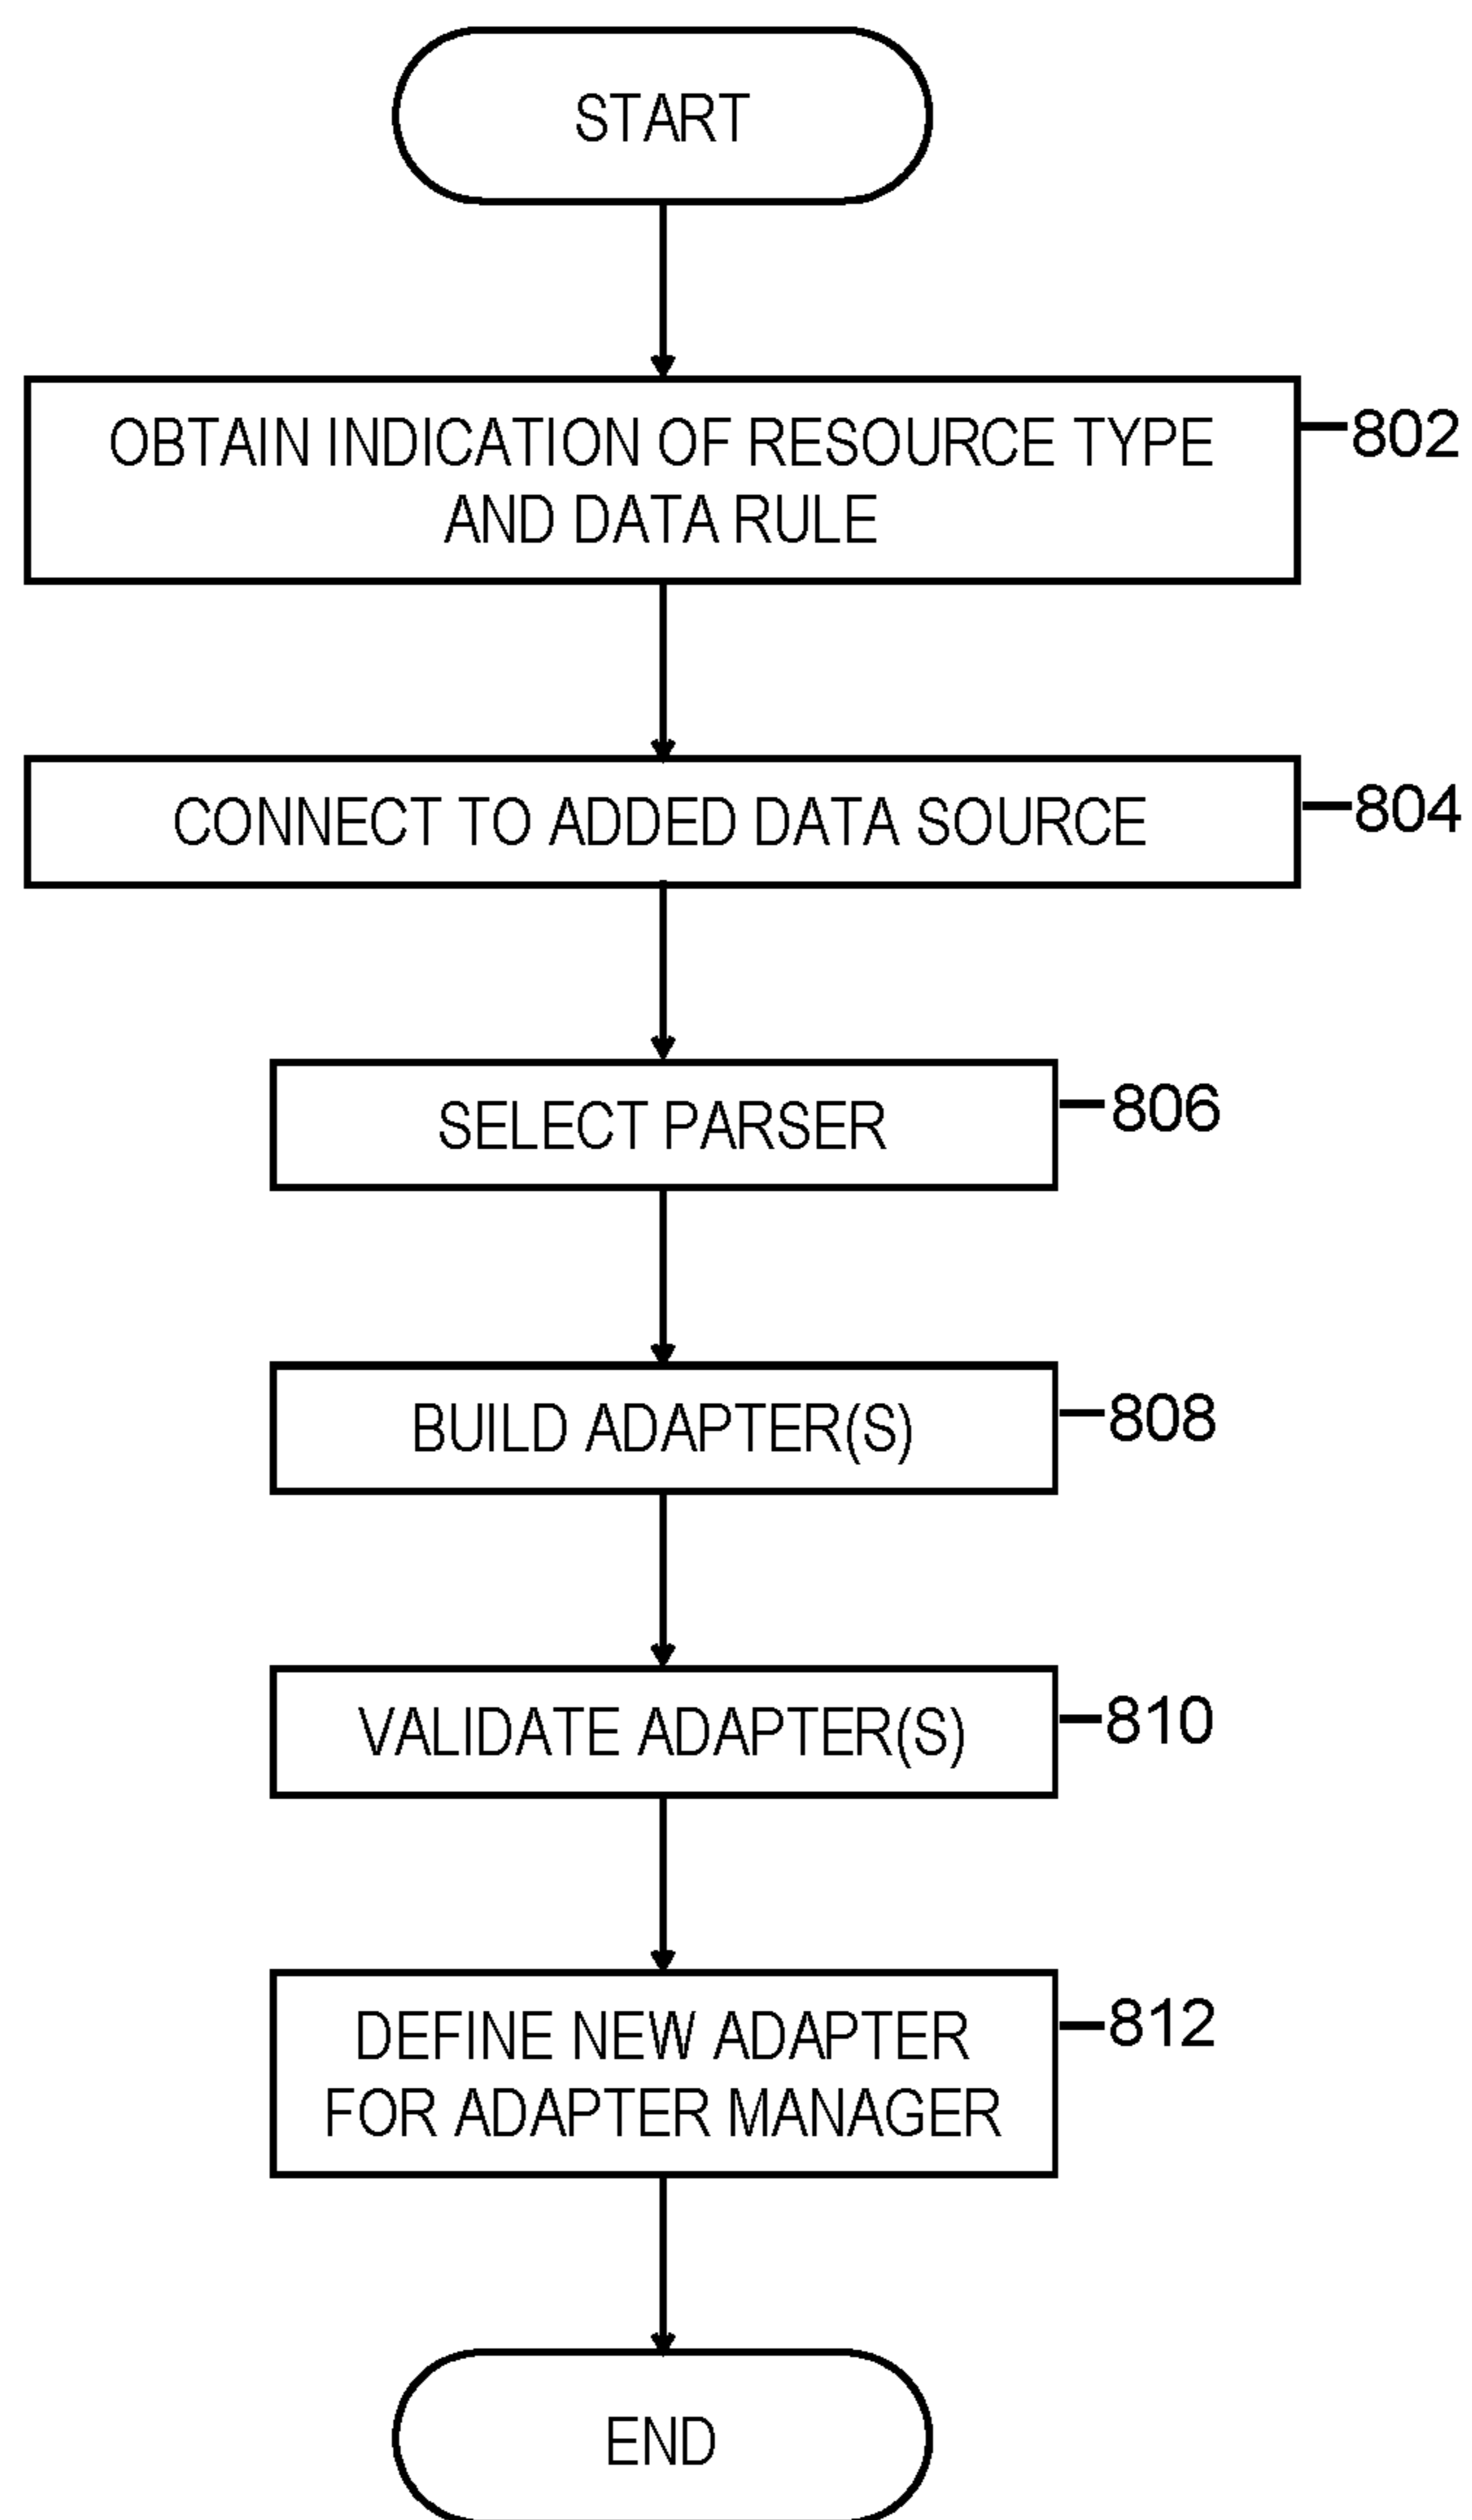 START
OBTAIN INDICATION OF RESOURCE TYPE
AND DATA RULE
802
CONNECT TO ADDED DATA SOURCE
804
SELECT PARSER
806
BUILD ADAPTER(S)
808
VALIDATE ADAPTER(S)
810
DEFINE NEW ADAPTER
FOR ADAPTER MANAGER
812
END